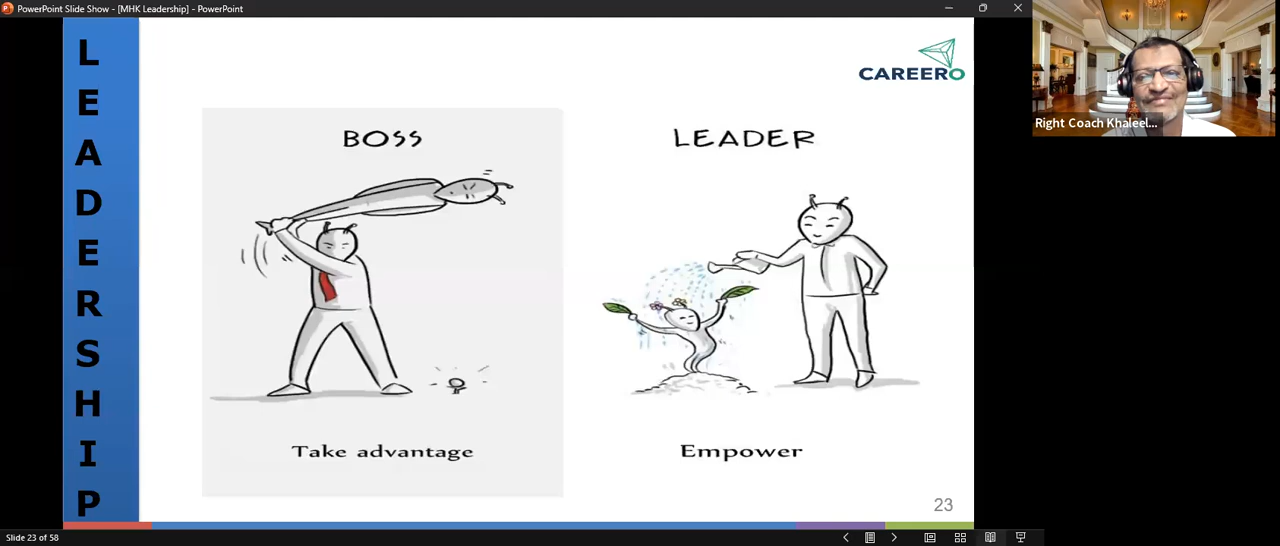 PowerPoint Slide Show - [MHK Leadership] - PowerPoint
LEADERSHIP
CAREERO
BOSS
LEADER
Take advantage
Empower
23
Right Coach Khaleel...
Slide 23 of 58